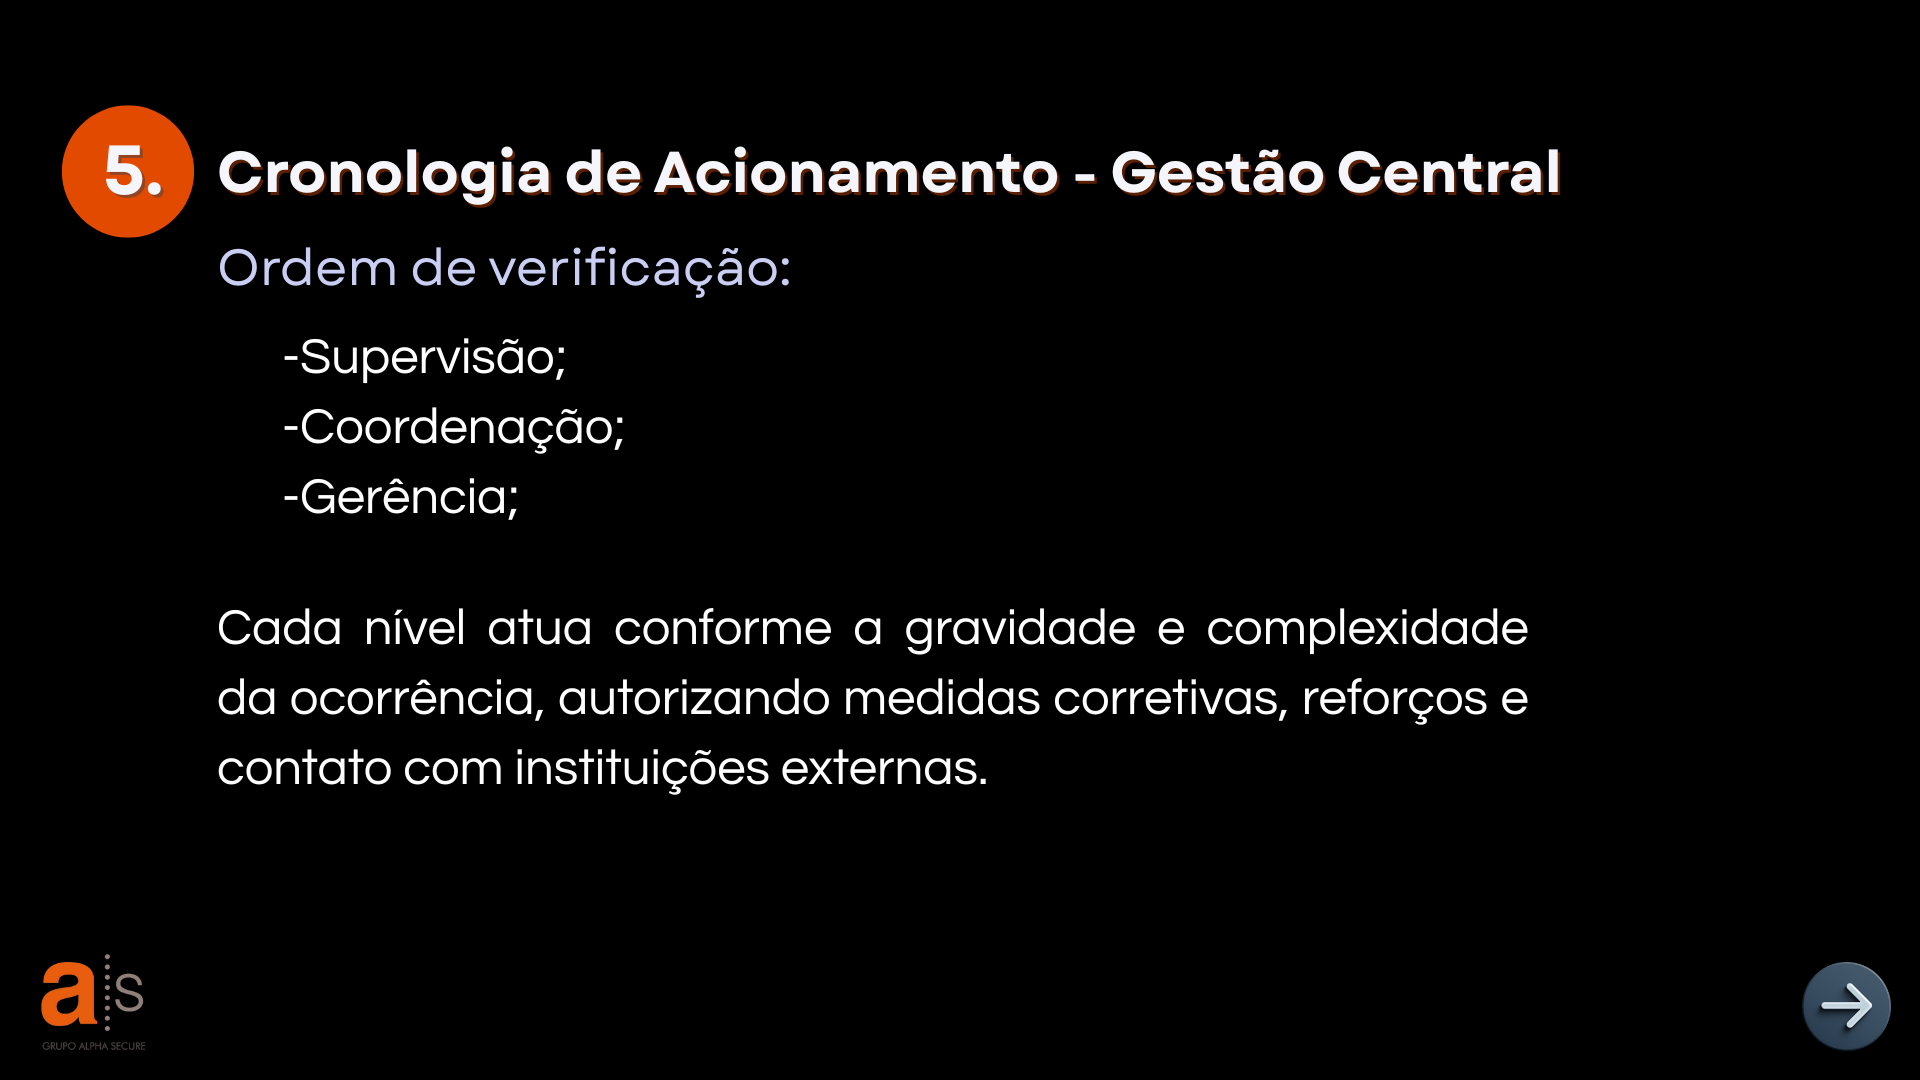 5.
Cronologia de Acionamento - Gestão Central
Ordem de verificação:
-Supervisão;
-Coordenação;
-Gerência;
Cada nível atua conforme a gravidade e complexidade
da ocorrência, autorizando medidas corretivas, reforços e
contato com instituições externas.
a S
GRUPO ALPHA SECURE